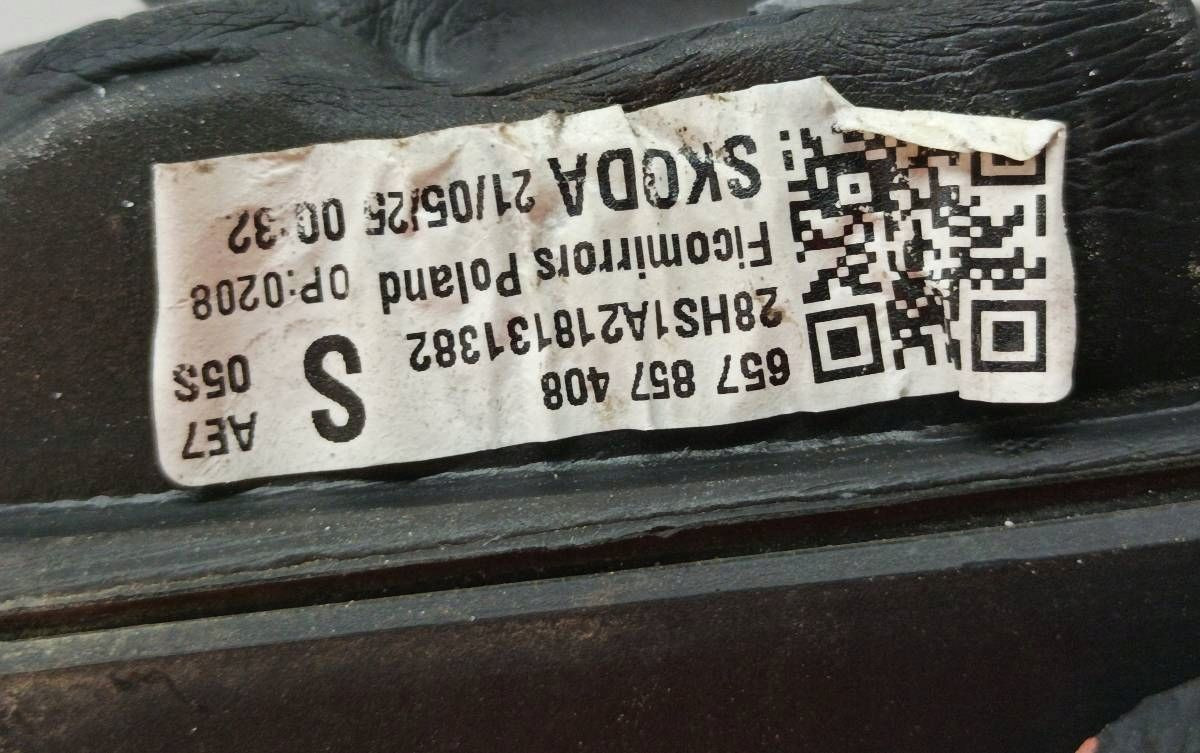 657 857 408
AE7
28HS1A218131382
S 05S
Ficomirrors Poland OP:0208
SKODA 21/05/25 00:32